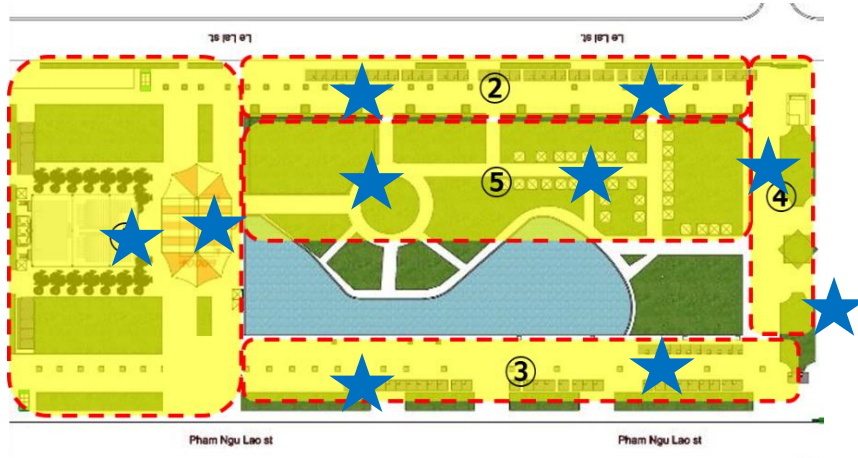 Le Lai st.
Le Lai st.
②
⑤
④
③
Pham Ngu Lao st
Pham Ngu Lao st